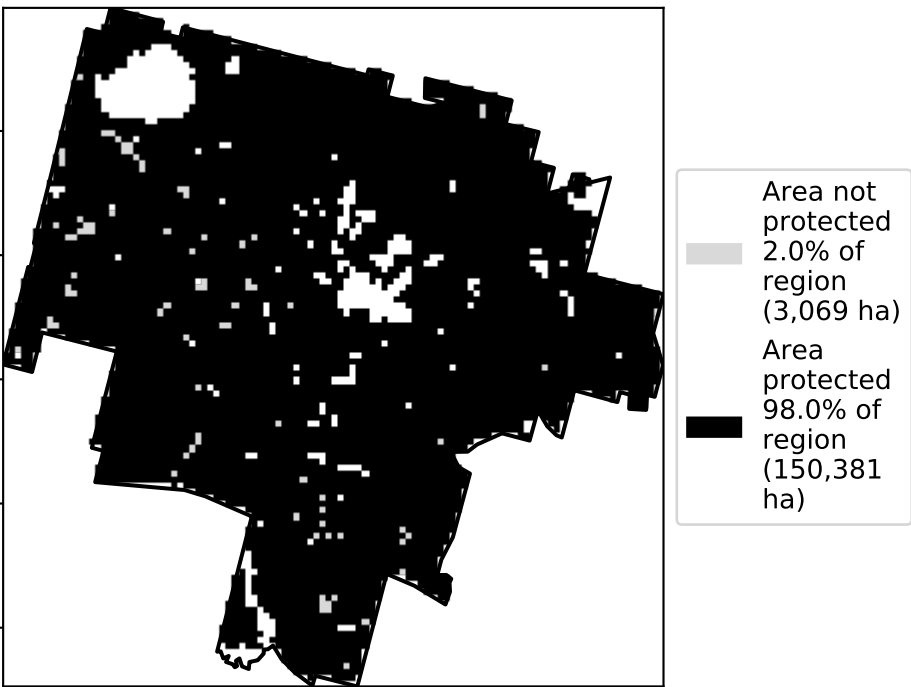 Area not
protected
2.0% of
region
(3,069 ha)
Area
protected
98.0% of
region
(150,381
ha)